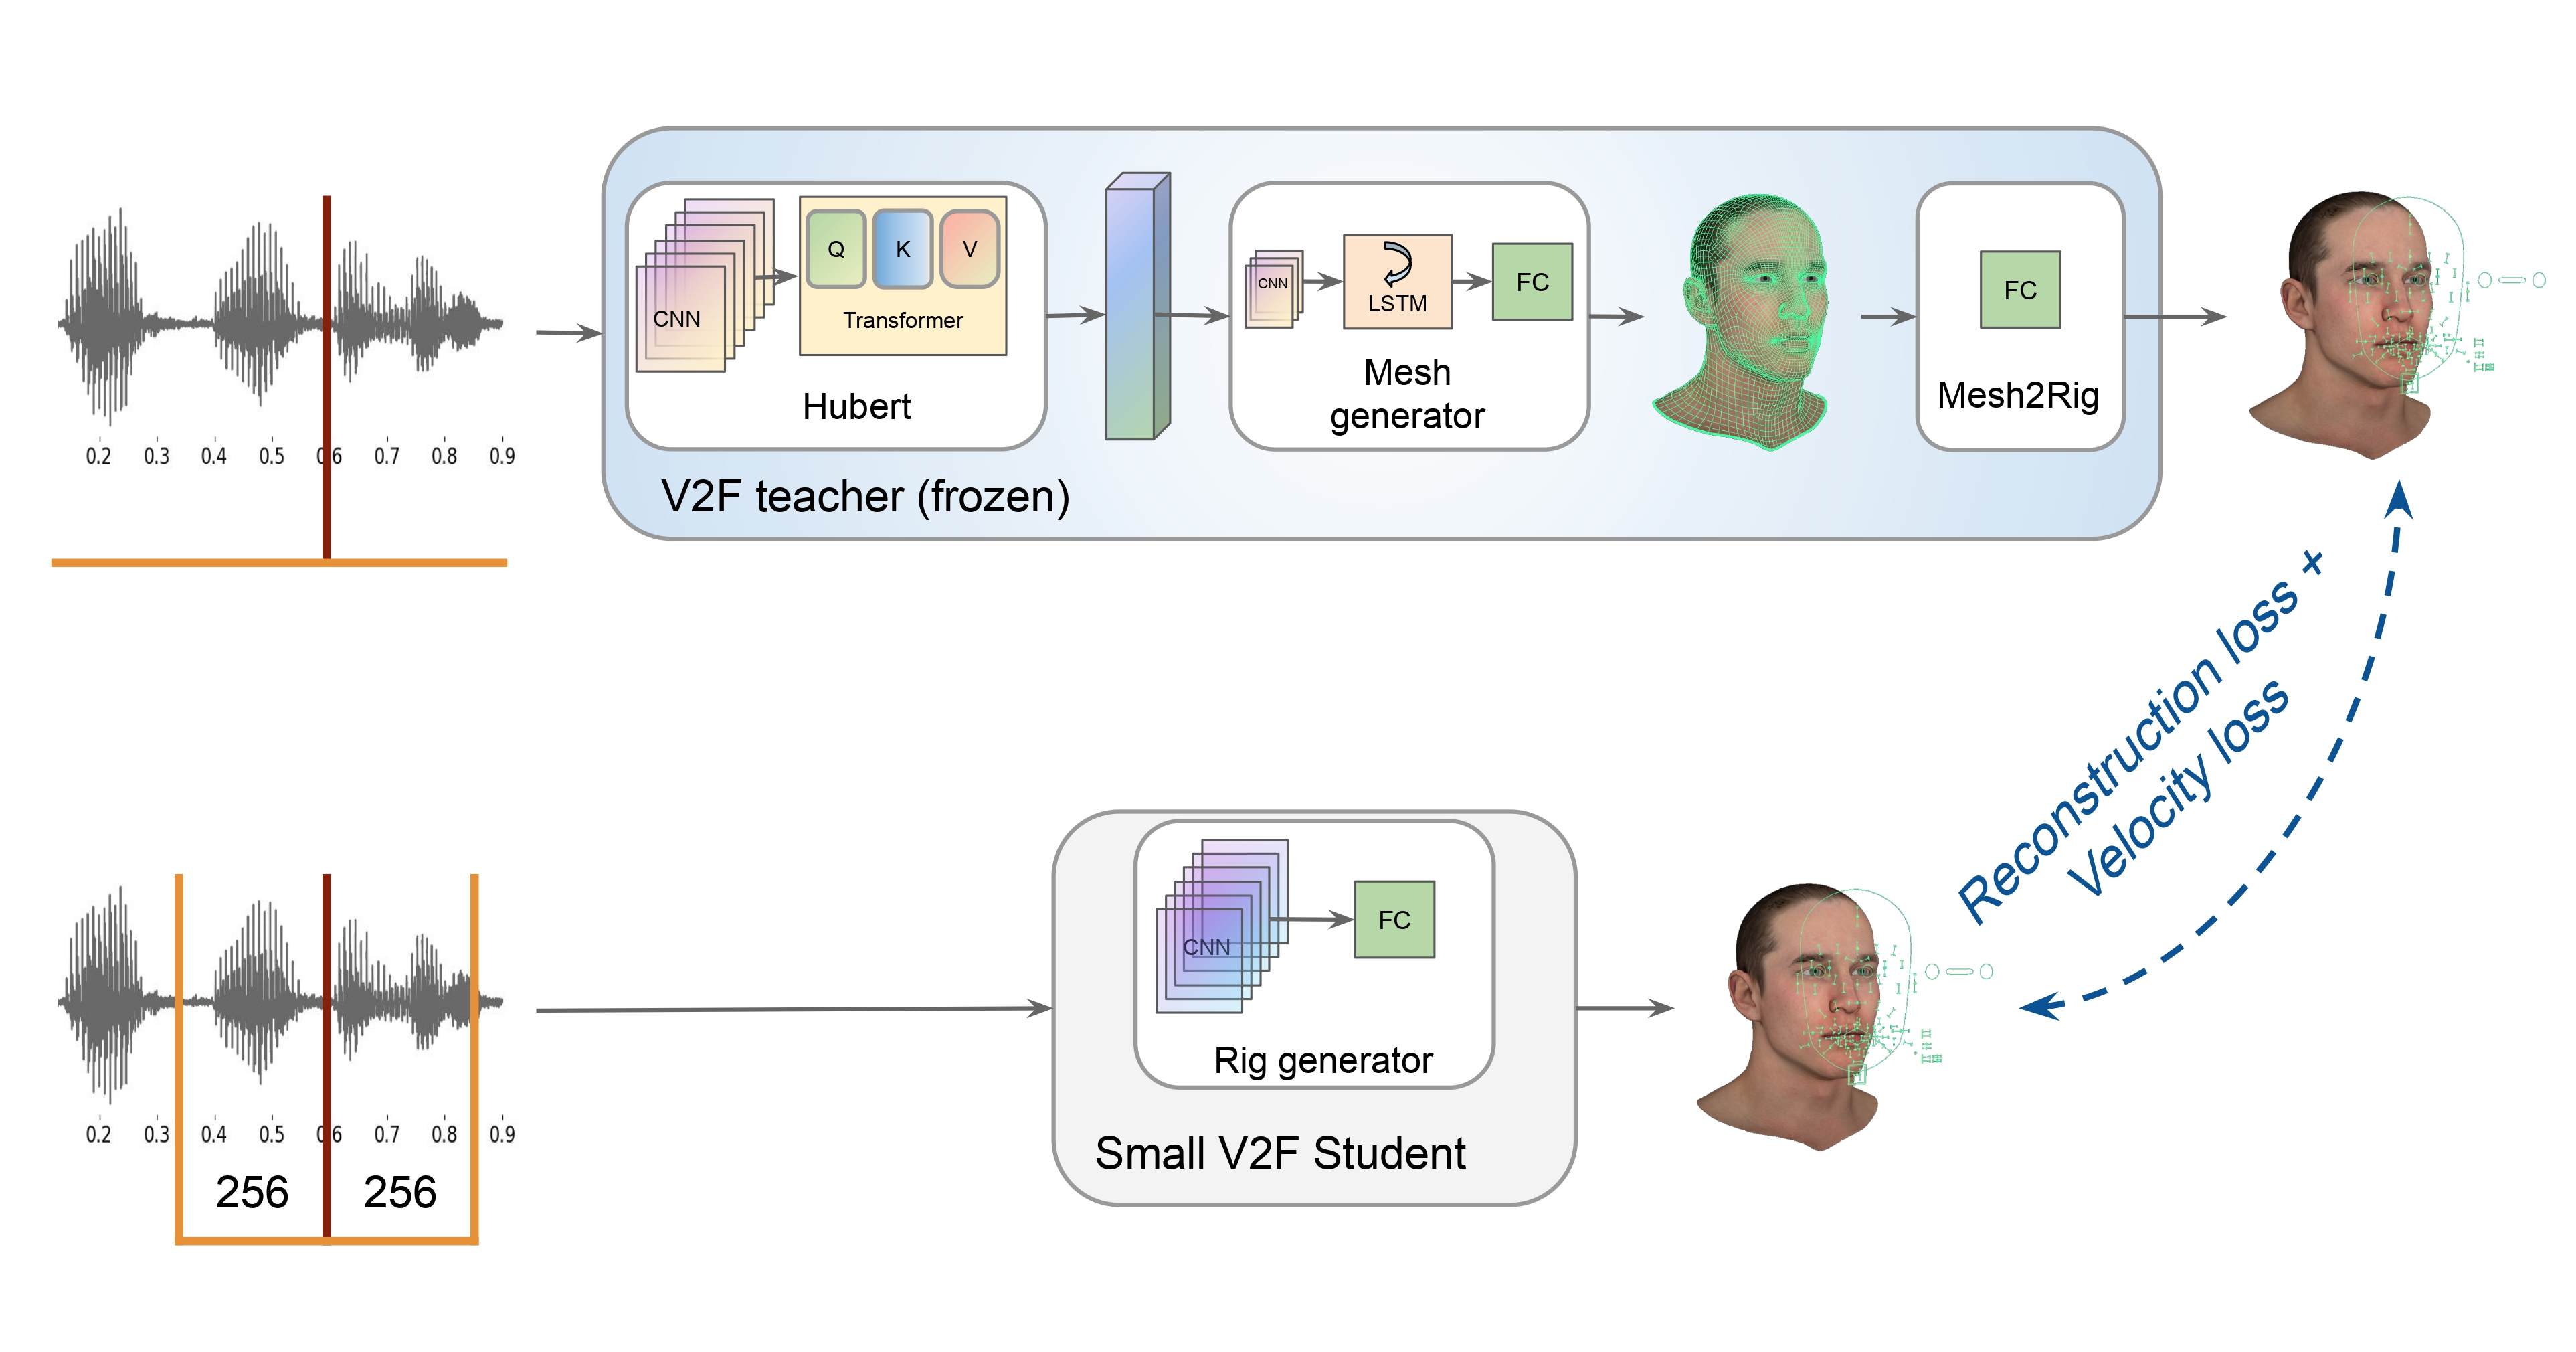 0.2 0.3 0.4 0.5 0.6 0.7 0.8 0.9
CNN
Q K V
Transformer
Hubert
CNN
LSTM
FC
Mesh
generator
FC
Mesh2Rig
V2F teacher (frozen)
Reconstruction loss +
Velocity loss
0.2 0.3 0.4 0.5 0.6 0.7 0.8 0.9
256 256
CNN
FC
Rig generator
Small V2F Student